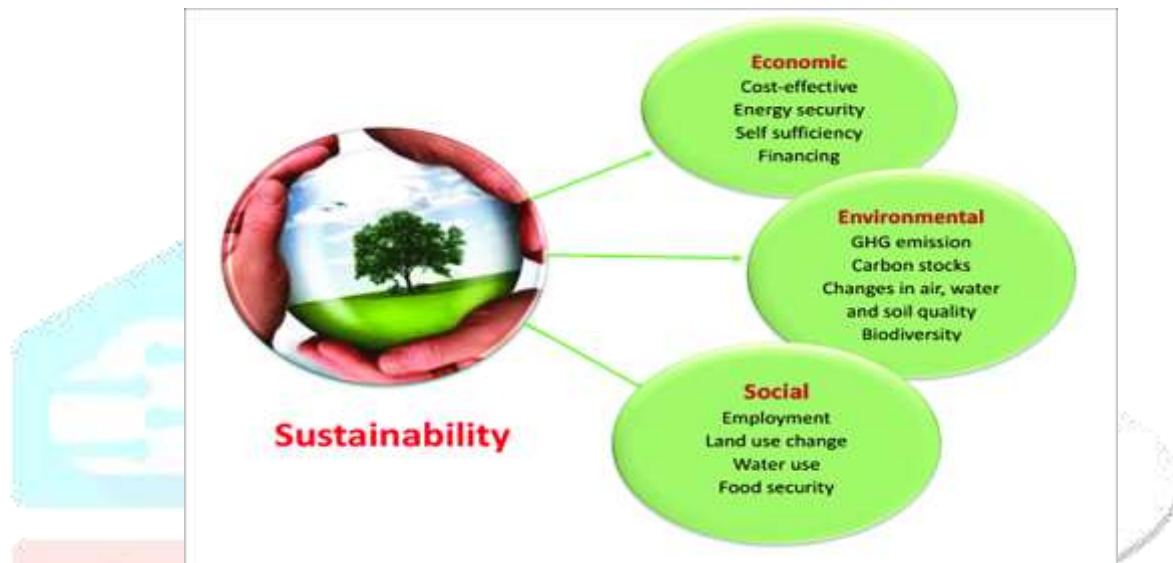 Economic
Cost-effective
Energy security
Self sufficiency
Financing
Environmental
GHG emission
Carbon stocks
Changes in air, water
and soil quality
Biodiversity
Social
Employment
Land use change
Water use
Food security
Sustainability